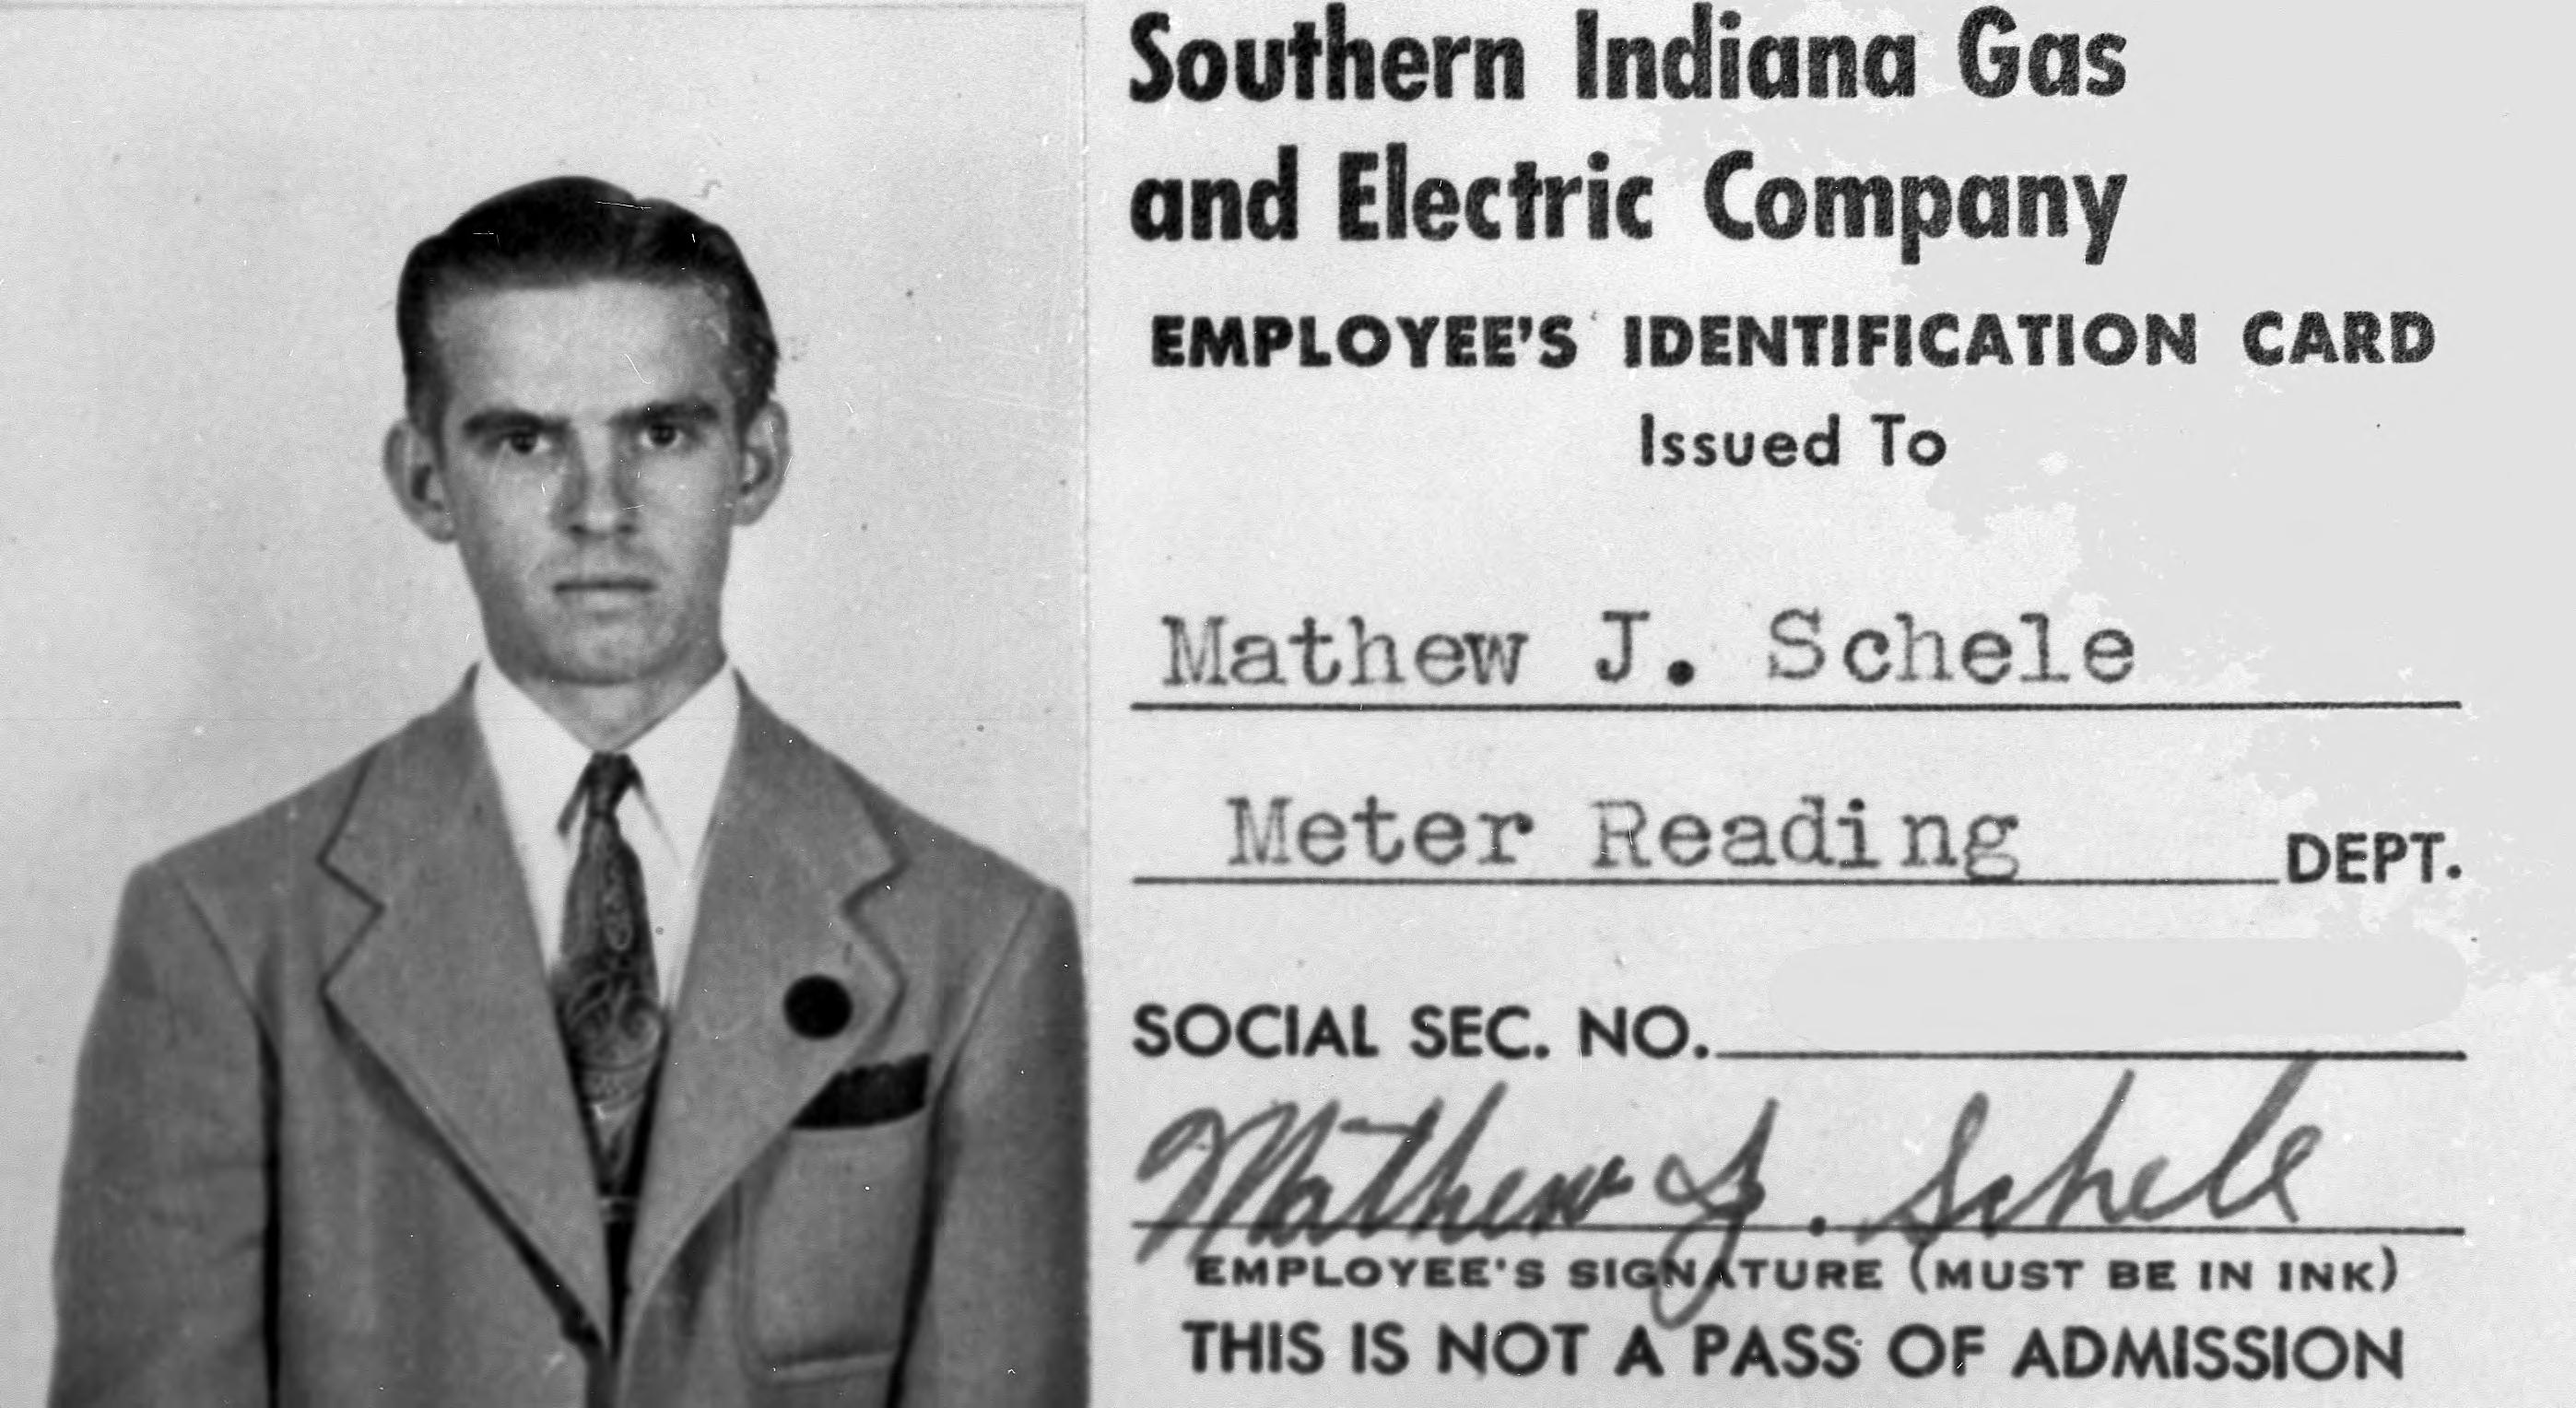 Southern Indiana Gas
and Electric Company
EMPLOYEE'S IDENTIFICATION CARD
Issued To
Mathew J. Schele
Meter Reading DEPT.
SOCIAL SEC. NO.
Mathew J. Schele
EMPLOYEE'S SIGNATURE (MUST BE IN INK)
THIS IS NOT A PASS OF ADMISSION